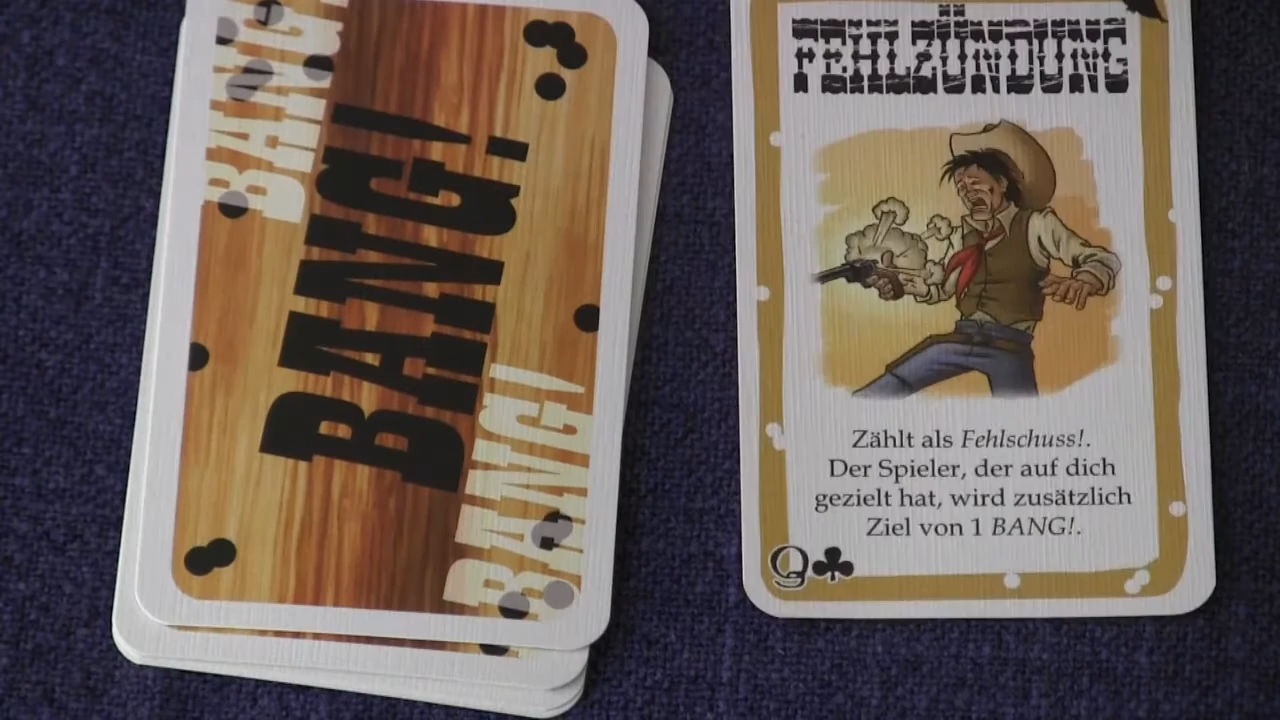 BANG!
BANG!
BANG!
FEHLZÜNDUNG
Zählt als Fehlschuss!.
Der Spieler, der auf dich
gezielt hat, wird zusätzlich
Ziel von 1 BANG!.
Q♣